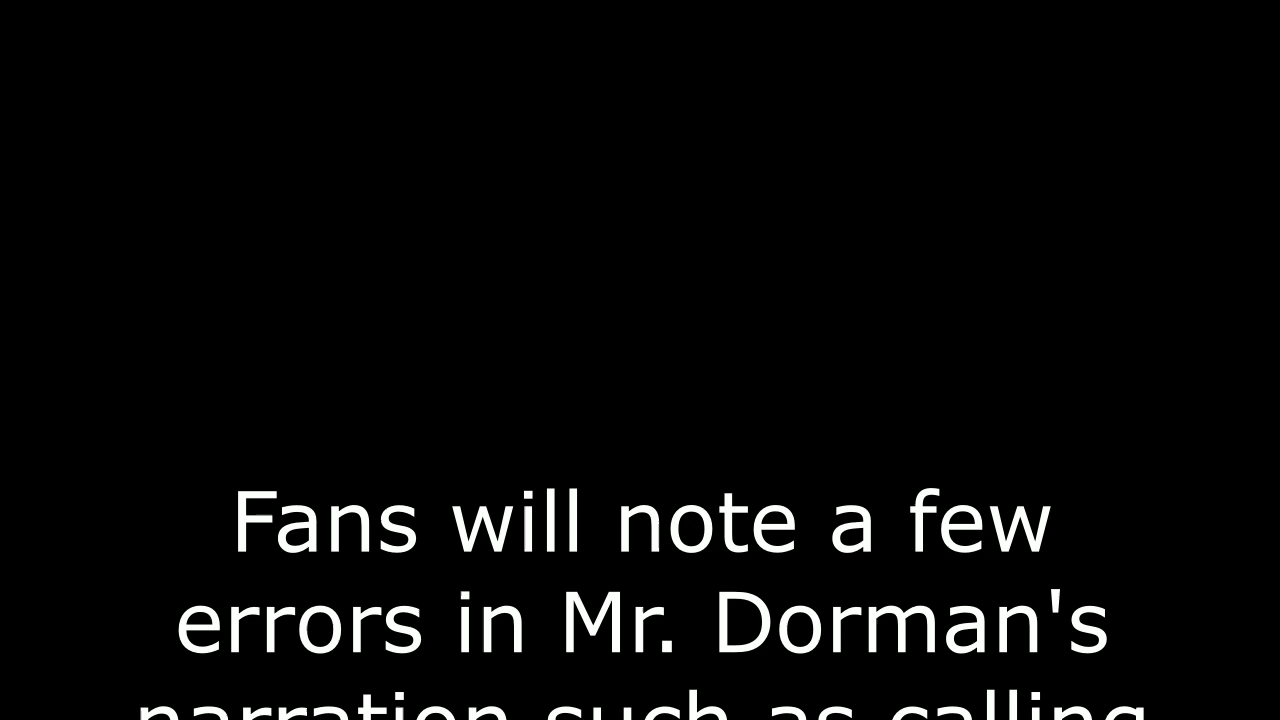 Fans will note a few
errors in Mr. Dorman's
narration such as calling